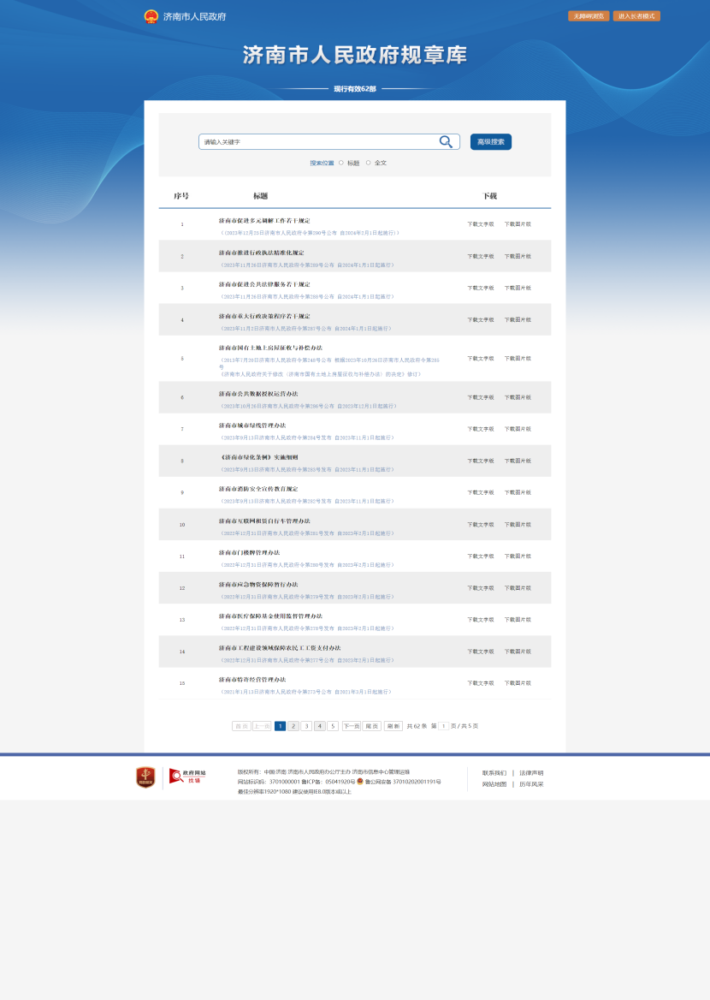 济南市人民政府
无障碍浏览 进入长者模式
济南市人民政府规章库
现行有效62部
请输入关键字
高级搜索
搜索位置 标题 全文
序号 标题 下载
1 济南市促进多元调解工作若干规定 下载文字版 下载图片版
((2023年12月25日济南市人民政府令第290号公布 自2024年2月1日起施行))
2 济南市推进行政执法精准化规定 下载文字版 下载图片版
(2023年11月26日济南市人民政府令第289号公布 自2024年1月1日起施行)
3 济南市促进公共法律服务若干规定 下载文字版 下载图片版
(2023年11月26日济南市人民政府令第288号公布 自2024年1月1日起施行)
4 济南市重大行政决策程序若干规定 下载文字版 下载图片版
(2023年11月2日济南市人民政府令第287号公布 自2024年1月1日起施行)
5 济南市国有土地上房屋征收与补偿办法 下载文字版 下载图片版
(2013年7月20日济南市人民政府令第248号公布 根据2023年10月26日济南市人民政府令第285
号
《济南市人民政府关于修改〈济南市国有土地上房屋征收与补偿办法〉的决定》修订)
6 济南市公共数据授权运营办法 下载文字版 下载图片版
(2023年10月26日济南市人民政府令第286号公布 自2023年12月1日起施行)
7 济南市城市绿线管理办法 下载文字版 下载图片版
(2023年9月13日济南市人民政府令第284号发布 自2023年11月1日起施行)
8 《济南市绿化条例》实施细则 下载文字版 下载图片版
(2023年9月13日济南市人民政府令第283号发布 自2023年11月1日起施行)
9 济南市消防安全宣传教育规定 下载文字版 下载图片版
(2023年9月13日济南市人民政府令第282号发布 自2023年11月1日起施行)
10 济南市互联网租赁自行车管理办法 下载文字版 下载图片版
(2022年12月31日济南市人民政府令第281号发布 自2023年2月1日起施行)
11 济南市门楼牌管理办法 下载文字版 下载图片版
(2022年12月31日济南市人民政府令第280号发布 自2023年2月1日起施行)
12 济南市应急物资保障暂行办法 下载文字版 下载图片版
(2022年12月31日济南市人民政府令第279号发布 自2023年2月1日起施行)
13 济南市医疗保障基金使用监督管理办法 下载文字版 下载图片版
(2022年12月31日济南市人民政府令第278号发布 自2023年2月1日起施行)
14 济南市工程建设领域保障农民工工资支付办法 下载文字版 下载图片版
(2022年12月31日济南市人民政府令第277号公布 自2023年2月1日起施行)
15 济南市特许经营管理办法 下载文字版 下载图片版
(2021年1月13日济南市人民政府令第273号公布 自2021年3月1日起施行)
首页 上一页 1 2 3 4 5 下一页 尾页 刷新 共62条 第 1 页/共5页
政府网站
找错
版权所有：中国·济南 济南市人民政府办公厅主办 济南市信息中心管理运维
网站标识码：3701000001 鲁ICP备：05041920号 鲁公网安备 37010202001191号
最佳分辨率1920*1080 建议使用IE8.0版本或以上
联系我们 | 法律声明
网站地图 | 历年风采